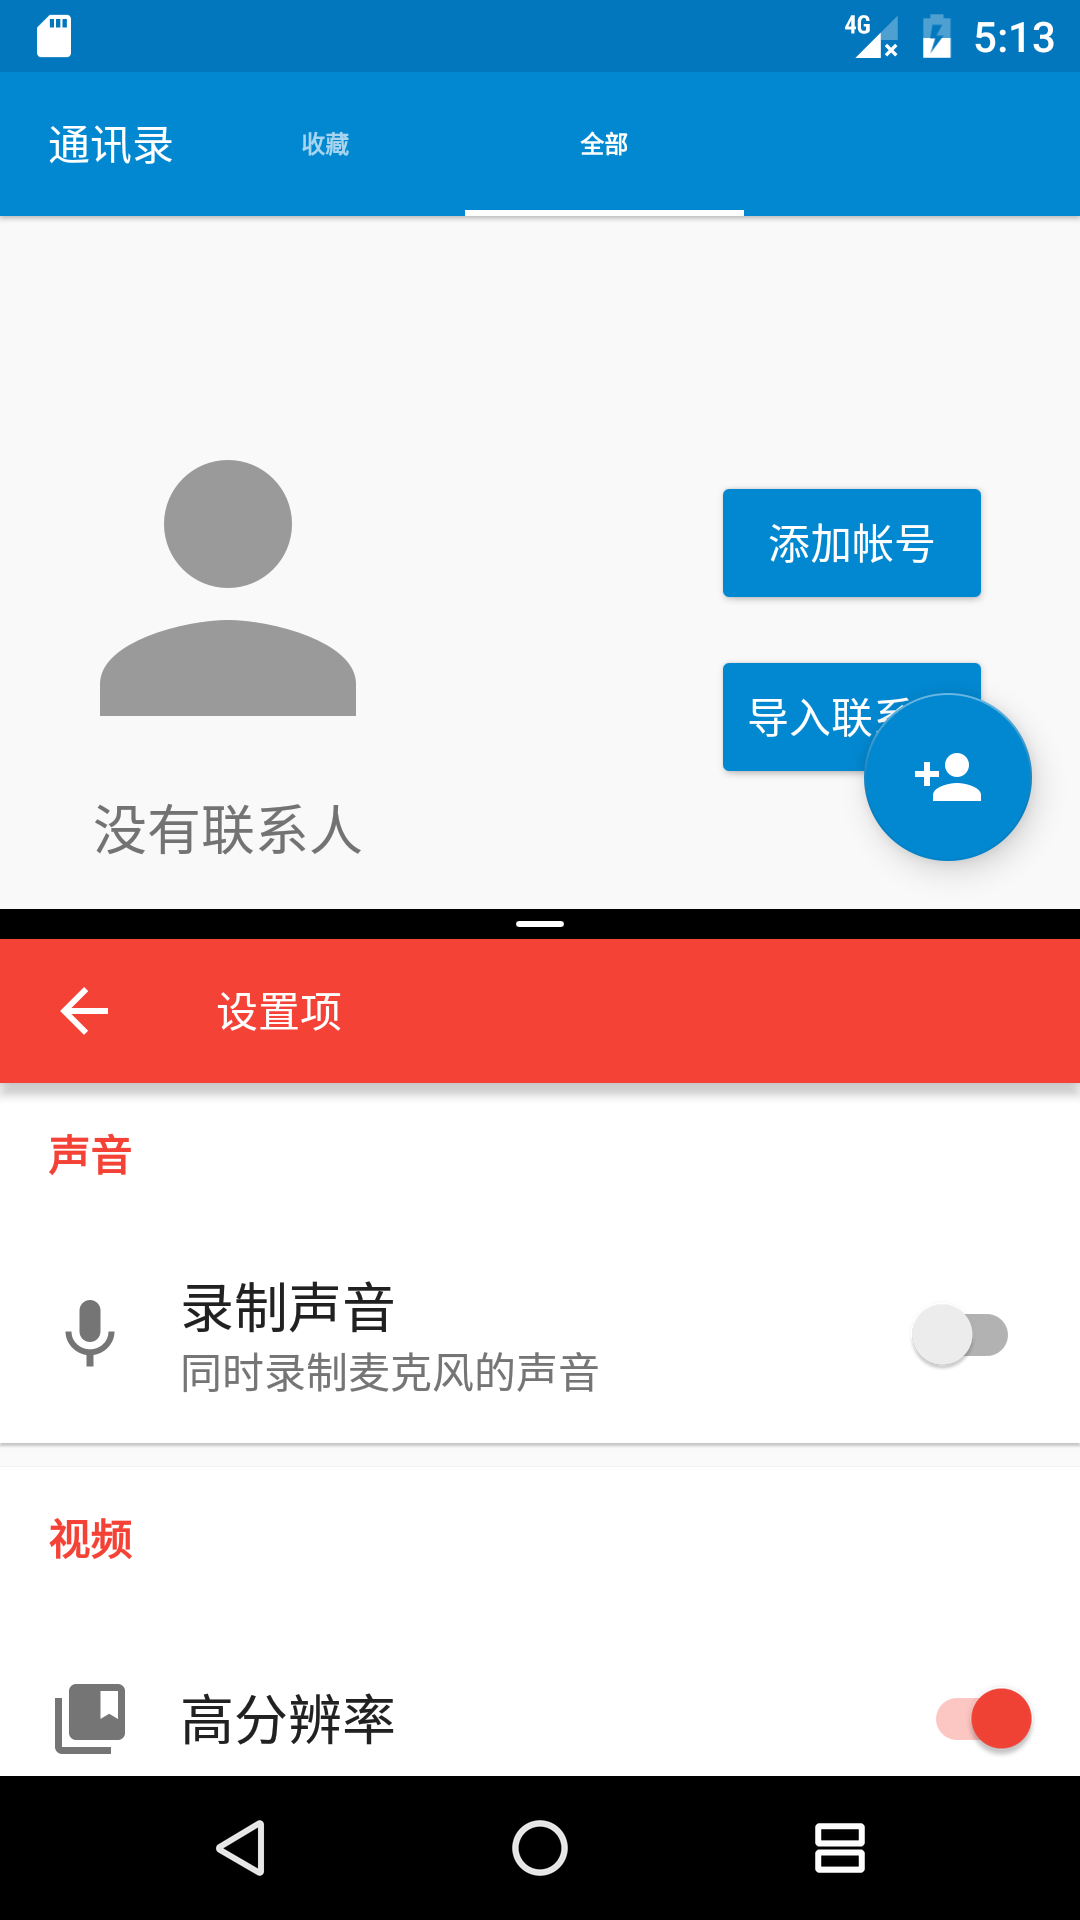 4G 5:13
通讯录 收藏 全部
添加帐号
导入联系
没有联系人
设置项
声音
录制声音
同时录制麦克风的声音
视频
高分辨率